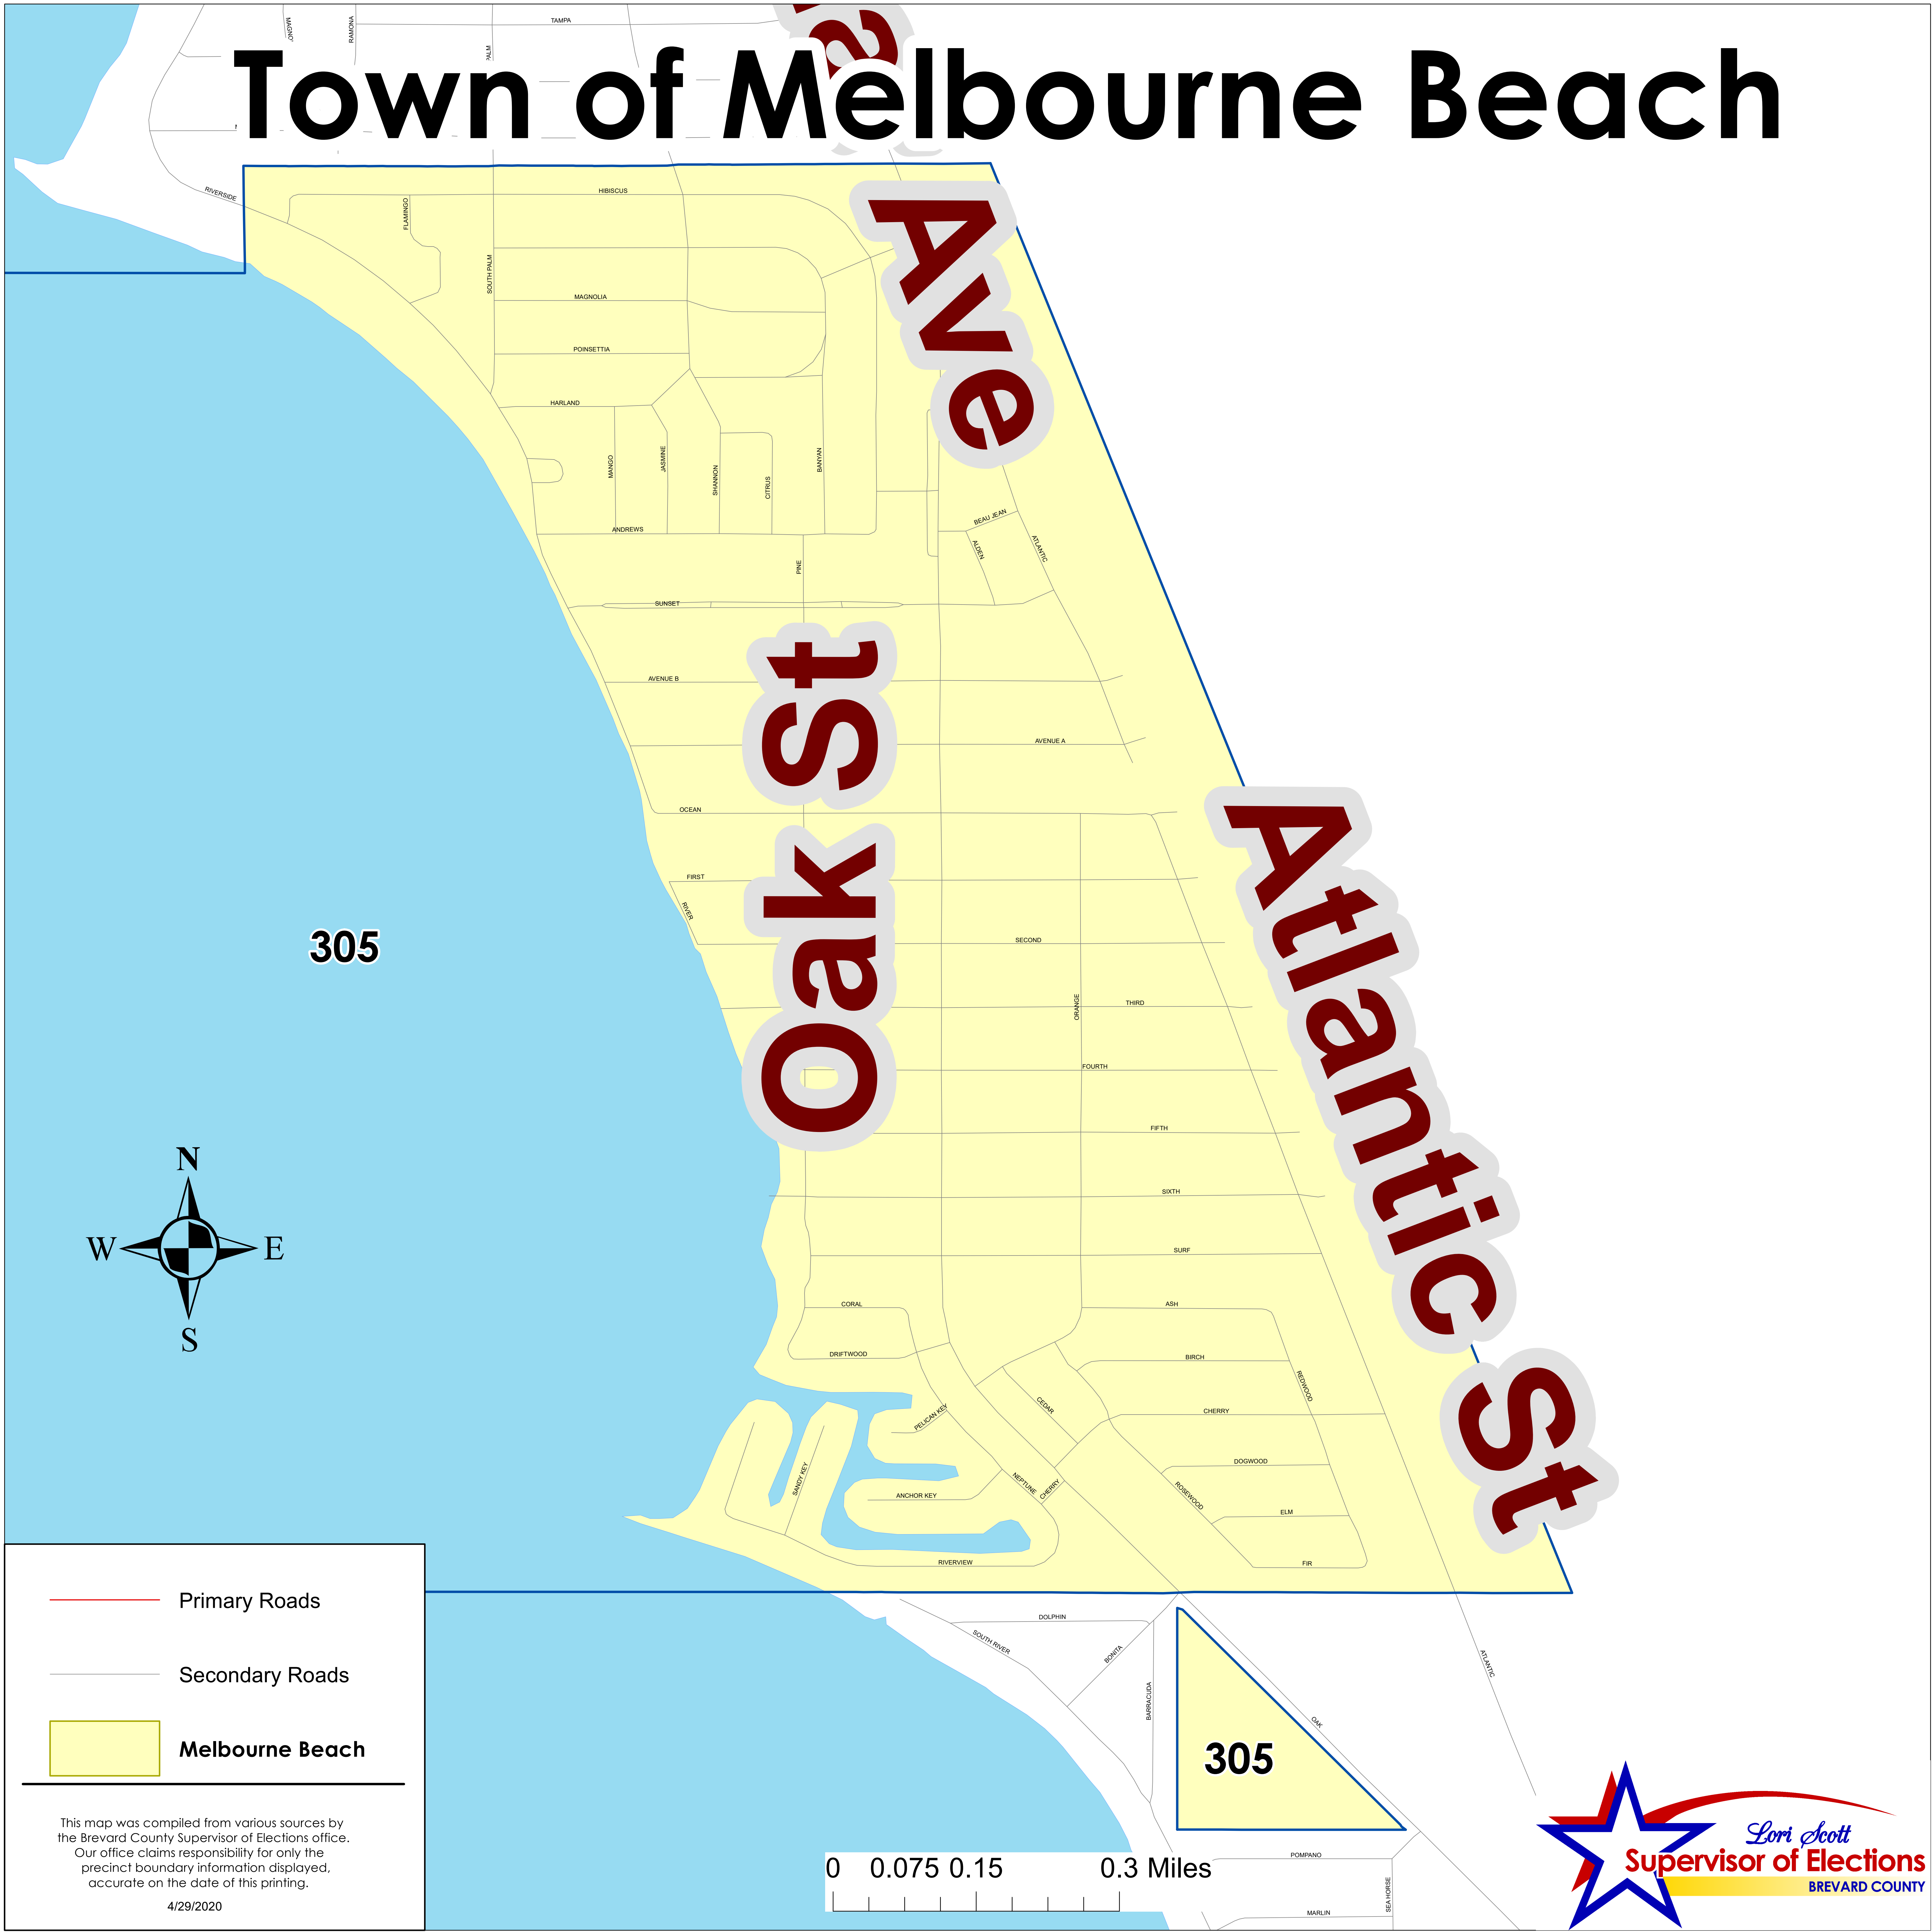 TAMPA
RAMONA
Town of Melbourne Beach
RIVERSIDE
HIBISCUS
FLAMINGO
SOUTH PALM
MAGNOLIA
POINSETTIA
HARLAND
MANGO
JASMINE
SHANNON
CITRUS
BANYAN
ANDREWS
Ave
BEAU JEAN
ALDEN
ATLANTIC
PINE
SUNSET
AVENUE B
AVENUE A
Oak St
OCEAN
Atlantic St
FIRST
RIVER
305
SECOND
ORANGE
THIRD
FOURTH
FIFTH
SIXTH
SURF
N
W
E
S
CORAL
ASH
DRIFTWOOD
BIRCH
REDWOOD
CEDAR
PELICAN KEY
CHERRY
DOGWOOD
SANDY KEY
NEPTUNE
CHERRY
ROSEWOOD
ANCHOR KEY
ELM
RIVERVIEW
FIR
DOLPHIN
SOUTH RIVER
BONITA
BARRACUDA
ATLANTIC
OAK
305
POMPANO
SEA HORSE
MARLIN
Primary Roads
Secondary Roads
Melbourne Beach
This map was compiled from various sources by
the Brevard County Supervisor of Elections office.
Our office claims responsibility for only the
precinct boundary information displayed,
accurate on the date of this printing.
4/29/2020
0 0.075 0.15 0.3 Miles
Lori Scott
Supervisor of Elections
BREVARD COUNTY